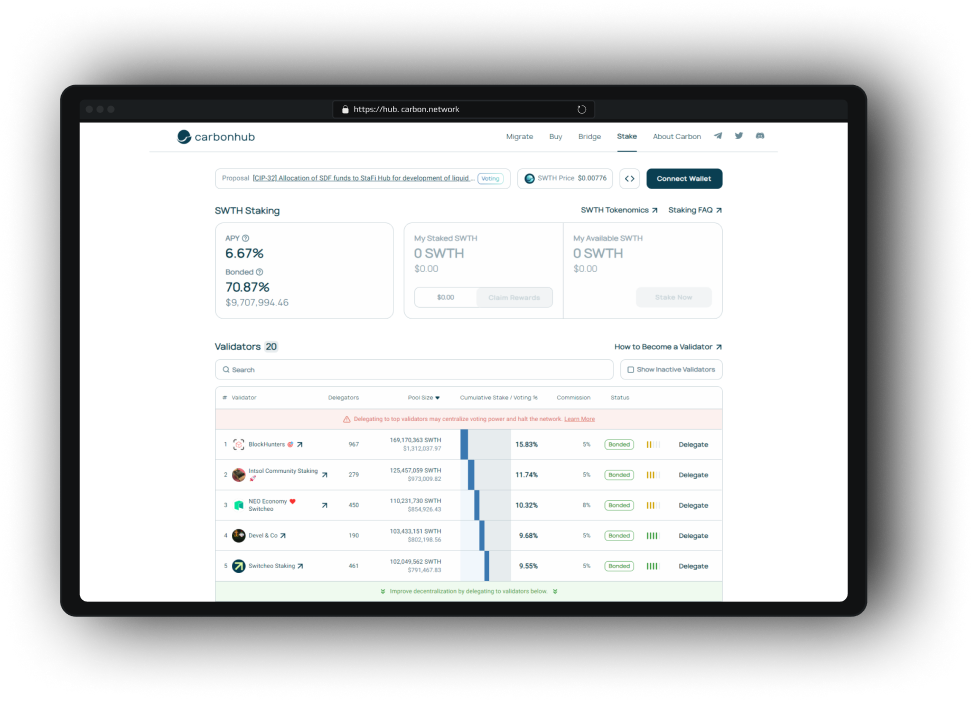 https://hub. carbon.network
carbonhub
Migrate Buy Bridge Stake About Carbon
Proposal [CIP-32] Allocation of SDF funds to StaFi Hub for development of liquid ... Voting SWTH Price $0.00776 <> Connect Wallet
SWTH Staking SWTH Tokenomics Staking FAQ
APY
6.67%
Bonded
70.87%
$9,707,994.46
My Staked SWTH
0 SWTH
$0.00
$0.00 Claim Rewards
My Available SWTH
0 SWTH
$0.00
Stake Now
Validators 20 How to Become a Validator
Search Show Inactive Validators
# Validator Delegators Pool Size Cumulative Stake / Voting % Commission Status
Delegating to top validators may centralize voting power and halt the network. Learn More
1 BlockHunters 967 169,170,363 SWTH 15.83% 5% Bonded Delegate
$1,312,037.97
2 Intsol Community Staking 279 125,457,059 SWTH 11.74% 5% Bonded Delegate
$973,009.82
3 NEO Economy 450 110,231,730 SWTH 10.32% 8% Bonded Delegate
Switcheo $854,926.43
4 Devel & Co 190 103,433,151 SWTH 9.68% 5% Bonded Delegate
$802,198.56
5 Switcheo Staking 461 102,049,562 SWTH 9.55% 5% Bonded Delegate
$791,467.83
Improve decentralization by delegating to validators below.